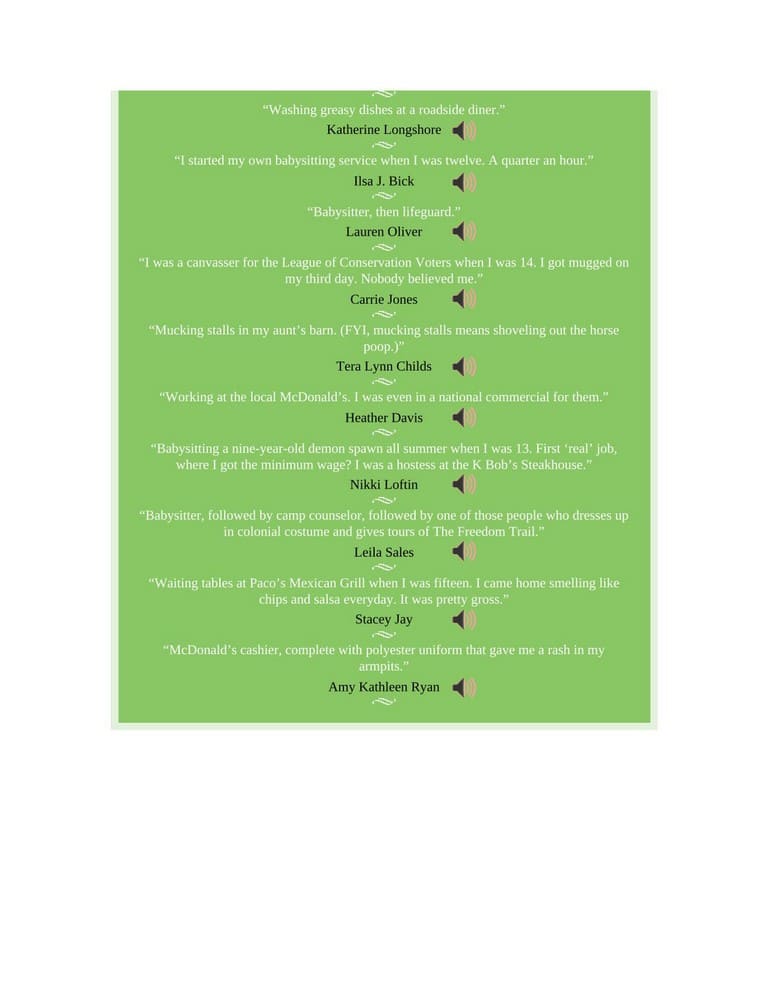 “Washing greasy dishes at a roadside diner.”
Katherine Longshore
“I started my own babysitting service when I was twelve. A quarter an hour.”
Ilsa J. Bick
“Babysitter, then lifeguard.”
Lauren Oliver
“I was a canvasser for the League of Conservation Voters when I was 14. I got mugged on
my third day. Nobody believed me.”
Carrie Jones
“Mucking stalls in my aunt’s barn. (FYI, mucking stalls means shoveling out the horse
poop.)”
Tera Lynn Childs
“Working at the local McDonald’s. I was even in a national commercial for them.”
Heather Davis
“Babysitting a nine-year-old demon spawn all summer when I was 13. First ‘real’ job,
where I got the minimum wage? I was a hostess at the K Bob’s Steakhouse.”
Nikki Loftin
“Babysitter, followed by camp counselor, followed by one of those people who dresses up
in colonial costume and gives tours of The Freedom Trail.”
Leila Sales
“Waiting tables at Paco’s Mexican Grill when I was fifteen. I came home smelling like
chips and salsa everyday. It was pretty gross.”
Stacey Jay
“McDonald’s cashier, complete with polyester uniform that gave me a rash in my
armpits.”
Amy Kathleen Ryan